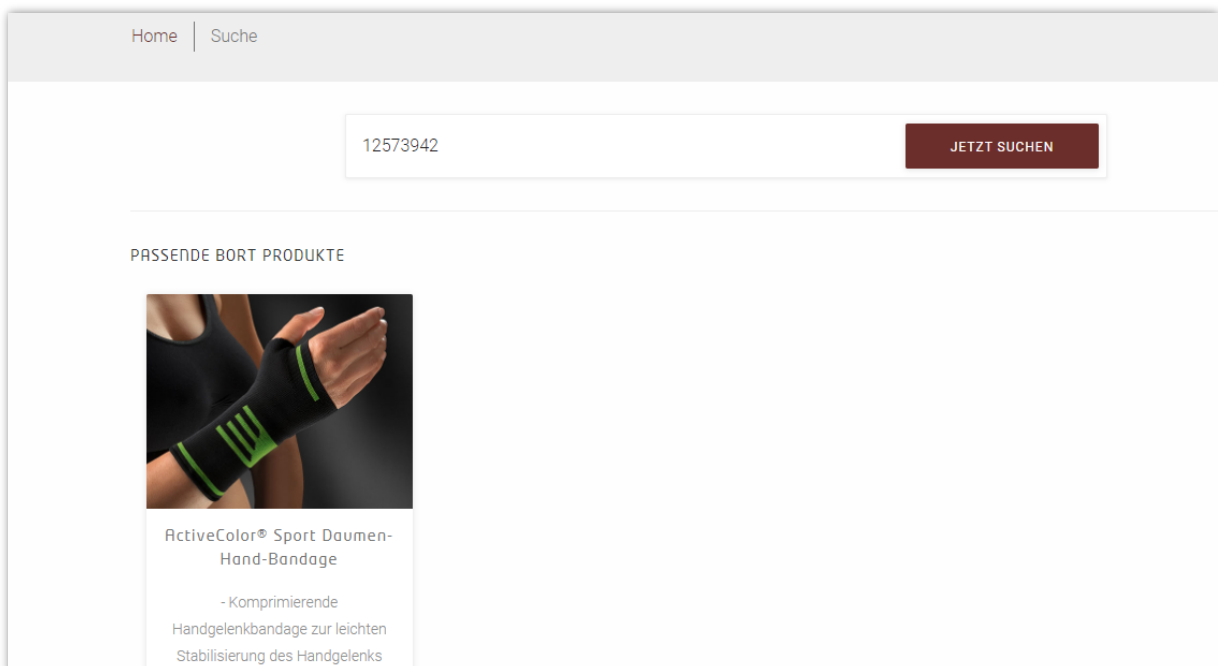 Home
Suche
12573942
JETZT SUCHEN
PASSENDE BORT PRODUKTE
ActiveColor® Sport Daumen-
Hand-Bandage
- Komprimierende
Handgelenkbandage zur leichten
Stabilisierung des Handgelenks